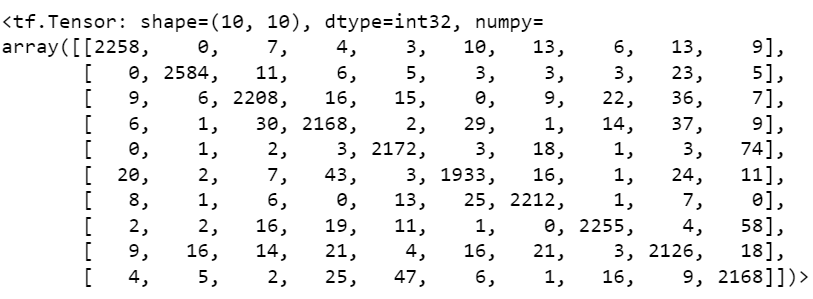 <tf.Tensor: shape=(10, 10), dtype=int32, numpy=
array([[2258,    0,    7,    4,    3,   10,   13,    6,   13,    9],
       [   0, 2584,   11,    6,    5,    3,    3,    3,   23,    5],
       [   9,    6, 2208,   16,   15,    0,    9,   22,   36,    7],
       [   6,    1,   30, 2168,    2,   29,    1,   14,   37,    9],
       [   0,    1,    2,    3, 2172,    3,   18,    1,    3,   74],
       [  20,    2,    7,   43,    3, 1933,   16,    1,   24,   11],
       [   8,    1,    6,    0,   13,   25, 2212,    1,    7,    0],
       [   2,    2,   16,   19,   11,    1,    0, 2255,    4,   58],
       [   9,   16,   14,   21,    4,   16,   21,    3, 2126,   18],
       [   4,    5,    2,   25,   47,    6,    1,   16,    9, 2168]])>